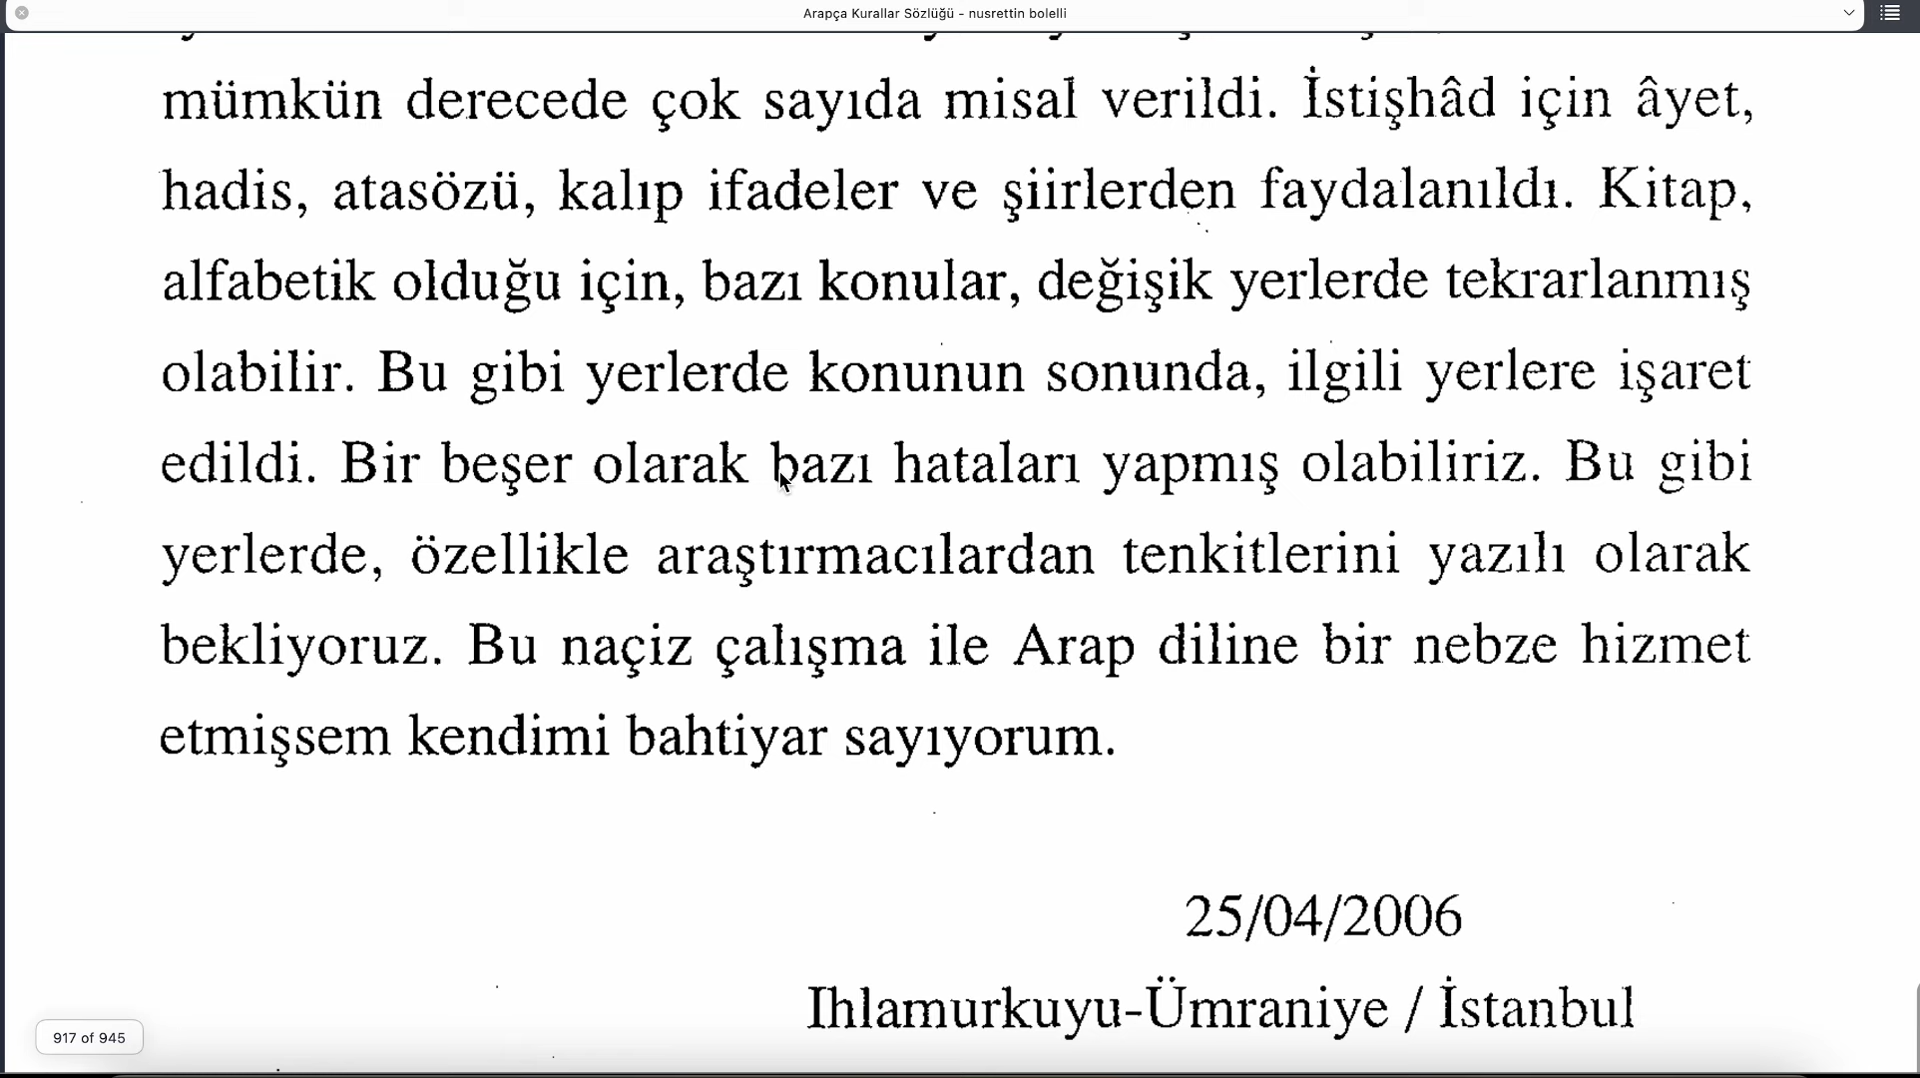 Arapça Kurallar Sözlüğü - nusrettin bolelli
mümkün derecede çok sayıda misal verildi. İstişhâd için âyet,
hadis, atasözü, kalıp ifadeler ve şiirlerden faydalanıldı. Kitap,
alfabetik olduğu için, bazı konular, değişik yerlerde tekrarlanmış
olabilir. Bu gibi yerlerde konunun sonunda, ilgili yerlere işaret
edildi. Bir beşer olarak bazı hataları yapmış olabiliriz. Bu gibi
yerlerde, özellikle araştırmacılardan tenkitlerini yazılı olarak
bekliyoruz. Bu naçiz çalışma ile Arap diline bir nebze hizmet
etmişsem kendimi bahtiyar sayıyorum.
25/04/2006
Ihlamurkuyu-Ümraniye / İstanbul
917 of 945